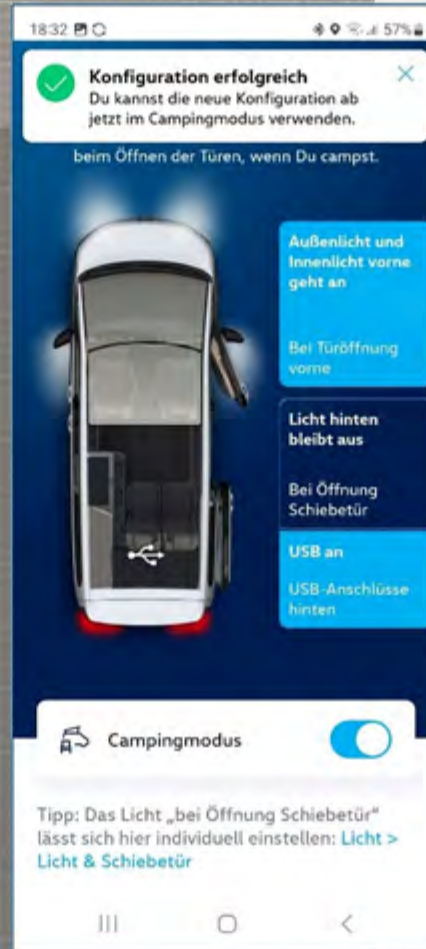 18:32
57%
Konfiguration erfolgreich
Du kannst die neue Konfiguration ab
jetzt im Campingmodus verwenden.
beim Öffnen der Türen, wenn Du campst.
Außenlicht und
Innenlicht vorne
geht an
Bei Türöffnung
vorne
Licht hinten
bleibt aus
Bei Öffnung
Schiebetür
USB an
USB-Anschlüsse
hinten
Campingmodus
Tipp: Das Licht „bei Öffnung Schiebetür"
lässt sich hier individuell einstellen: Licht >
Licht & Schiebetür